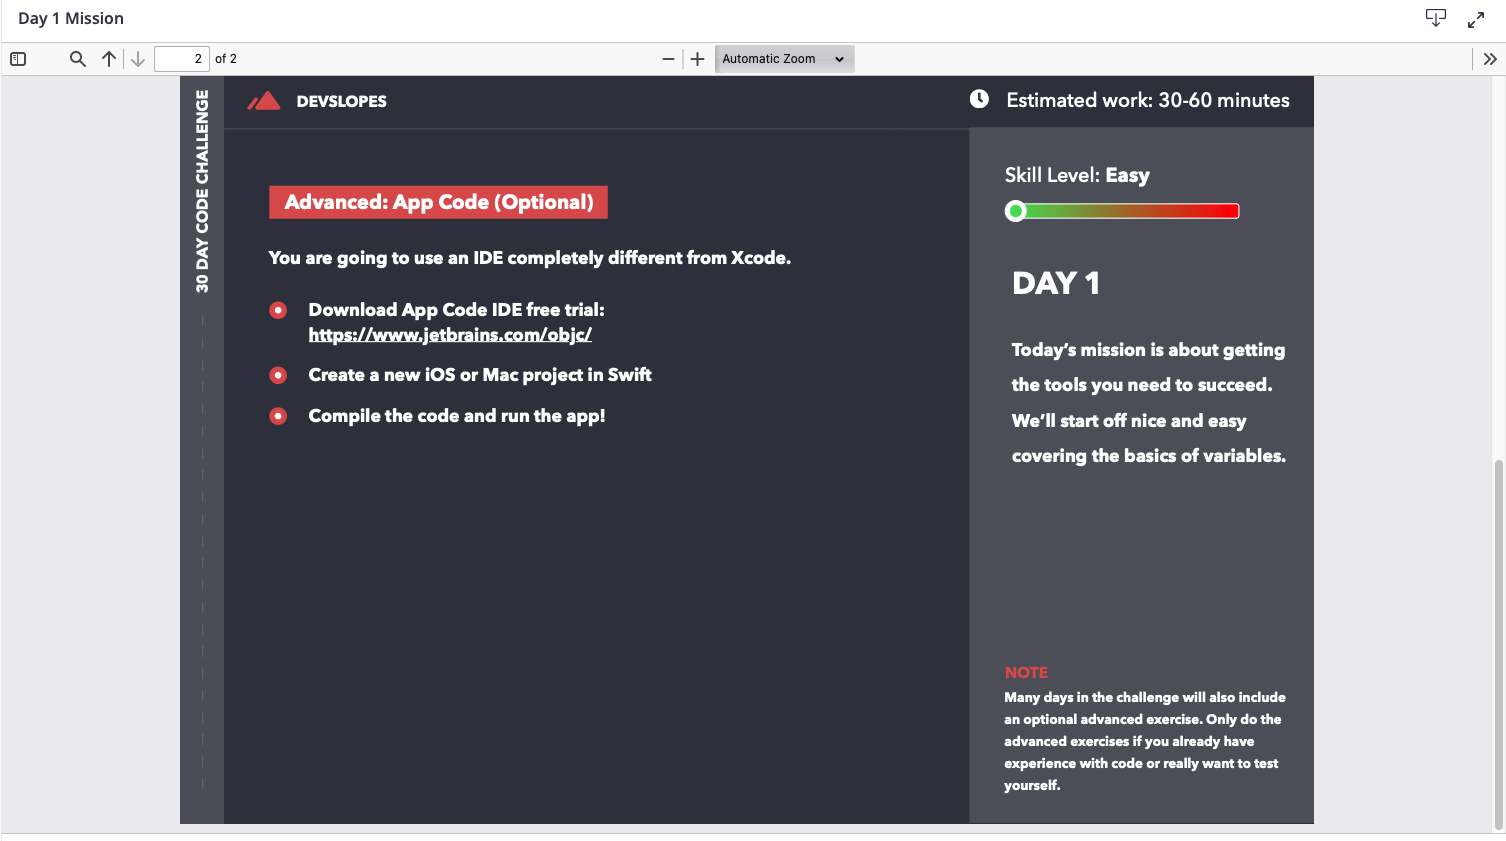 Day 1 Mission
2 of 2
Automatic Zoom
30 DAY CODE CHALLENGE
DEVSLOPES
Estimated work: 30-60 minutes
Advanced: App Code (Optional)
You are going to use an IDE completely different from Xcode.
Download App Code IDE free trial:
https://www.jetbrains.com/objc/
Create a new iOS or Mac project in Swift
Compile the code and run the app!
Skill Level: Easy
DAY 1
Today’s mission is about getting
the tools you need to succeed.
We’ll start off nice and easy
covering the basics of variables.
NOTE
Many days in the challenge will also include
an optional advanced exercise. Only do the
advanced exercises if you already have
experience with code or really want to test
yourself.